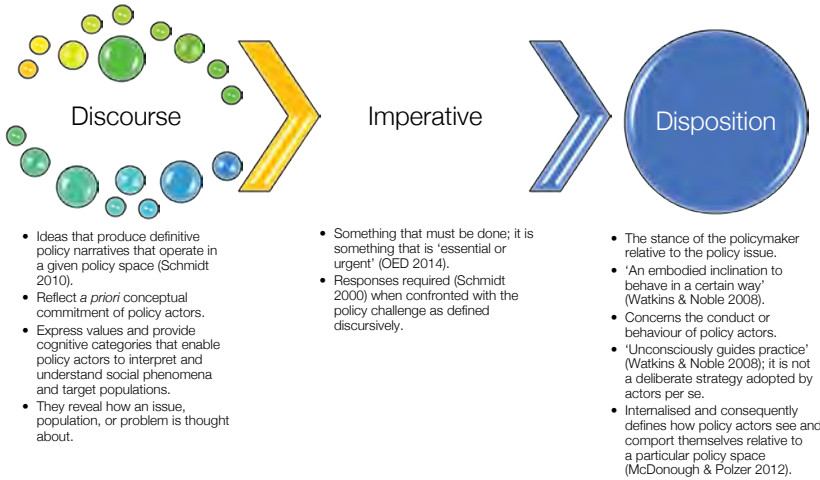 Discourse
Imperative
Disposition
• Ideas that produce definitive
policy narratives that operate in
a given policy space (Schmidt
2010).
• Reflect a priori conceptual
commitment of policy actors.
• Express values and provide
cognitive categories that enable
policy actors to interpret and
understand social phenomena
and target populations.
• They reveal how an issue,
population, or problem is thought
about.
• Something that must be done; it is
something that is ‘essential or
urgent’ (OED 2014).
• Responses required (Schmidt
2000) when confronted with the
policy challenge as defined
discursively.
• The stance of the policymaker
relative to the policy issue.
• ‘An embodied inclination to
behave in a certain way’
(Watkins & Noble 2008).
• Concerns the conduct or
behaviour of policy actors.
• ‘Unconsciously guides practice’
(Watkins & Noble 2008); it is not
a deliberate strategy adopted by
actors per se.
• Internalised and consequently
defines how policy actors see and
comport themselves relative to
a particular policy space
(McDonough & Polzer 2012).